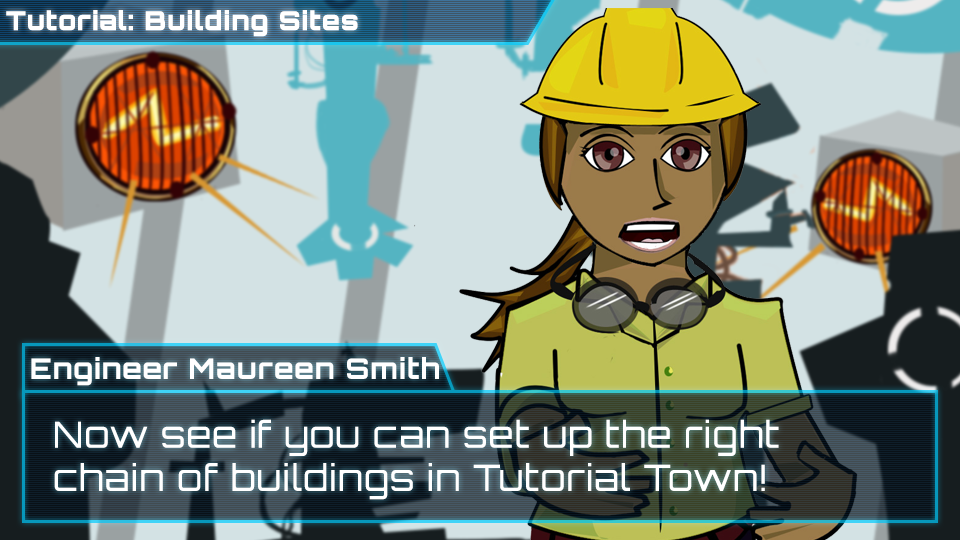 Tutorial: Building Sites
Engineer Maureen Smith
Now see if you can set up the right
chain of buildings in Tutorial Town!